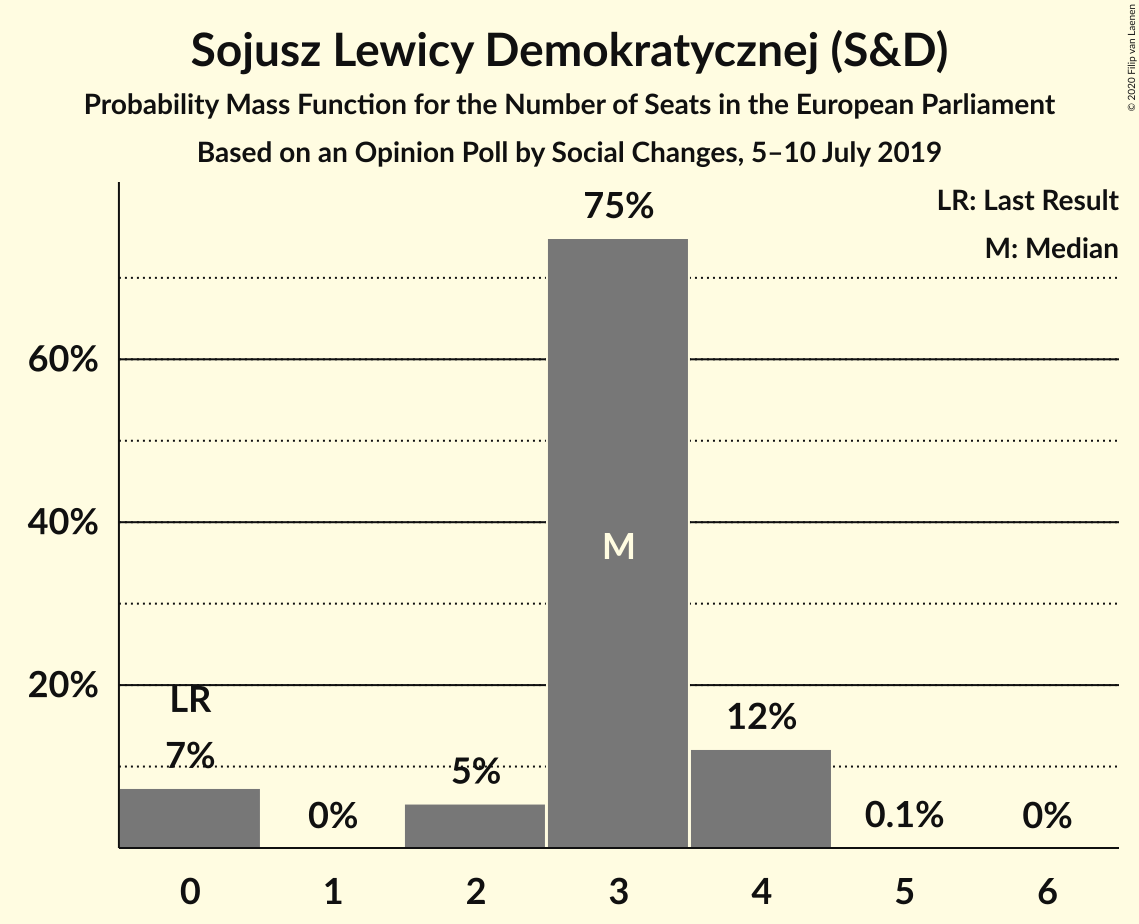 Sojusz Lewicy Demokratycznej (S&D)
Probability Mass Function for the Number of Seats in the European Parliament
Based on an Opinion Poll by Social Changes, 5–10 July 2019
© 2020 Filip van Laenen
LR: Last Result
M: Median
75%
60%
40%
M
20%
LR
7%
0%
5%
12%
0.1%
0%
0 1 2 3 4 5 6